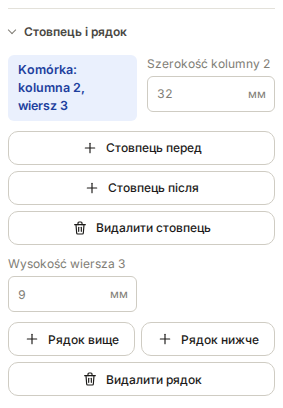 Стовпець і рядок
Комórка:
kolumna 2,
wiersz 3
Szerokość kolumny 2
32 мм
Стовпець перед
Стовпець після
Видалити стовпець
Wysokość wiersza 3
9 мм
Рядок вище
Рядок нижче
Видалити рядок